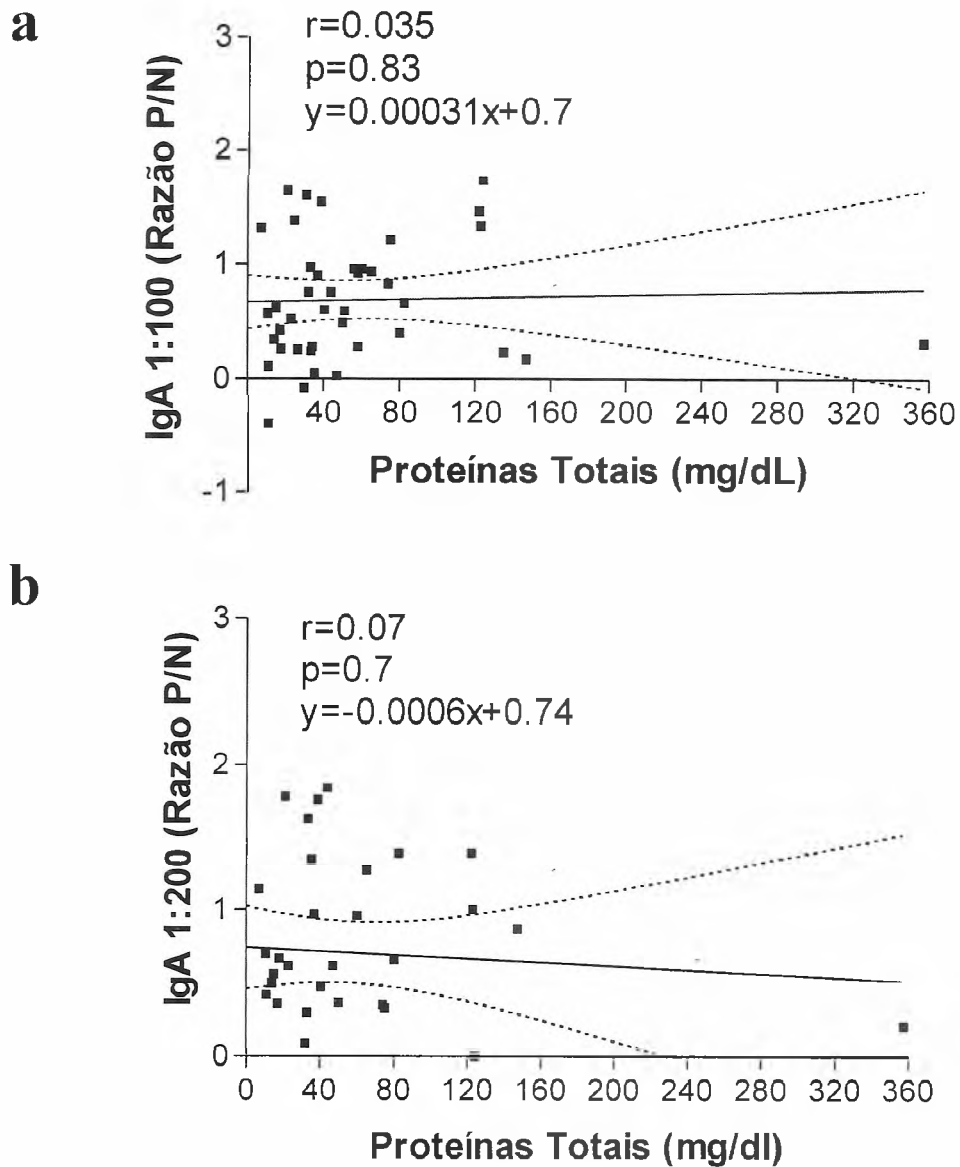 a
r=0.035
p=0.83
y=0.00031x+0.7
IgA 1:100 (Razão P/N)
3
2
1
0
-1
40 80 120 160 200 240 280 320 360
Proteínas Totais (mg/dL)
b
r=0.07
p=0.7
y=-0.0006x+0.74
IgA 1:200 (Razão P/N)
3
2
1
0
0 40 80 120 160 200 240 280 320 360
Proteínas Totais (mg/dl)